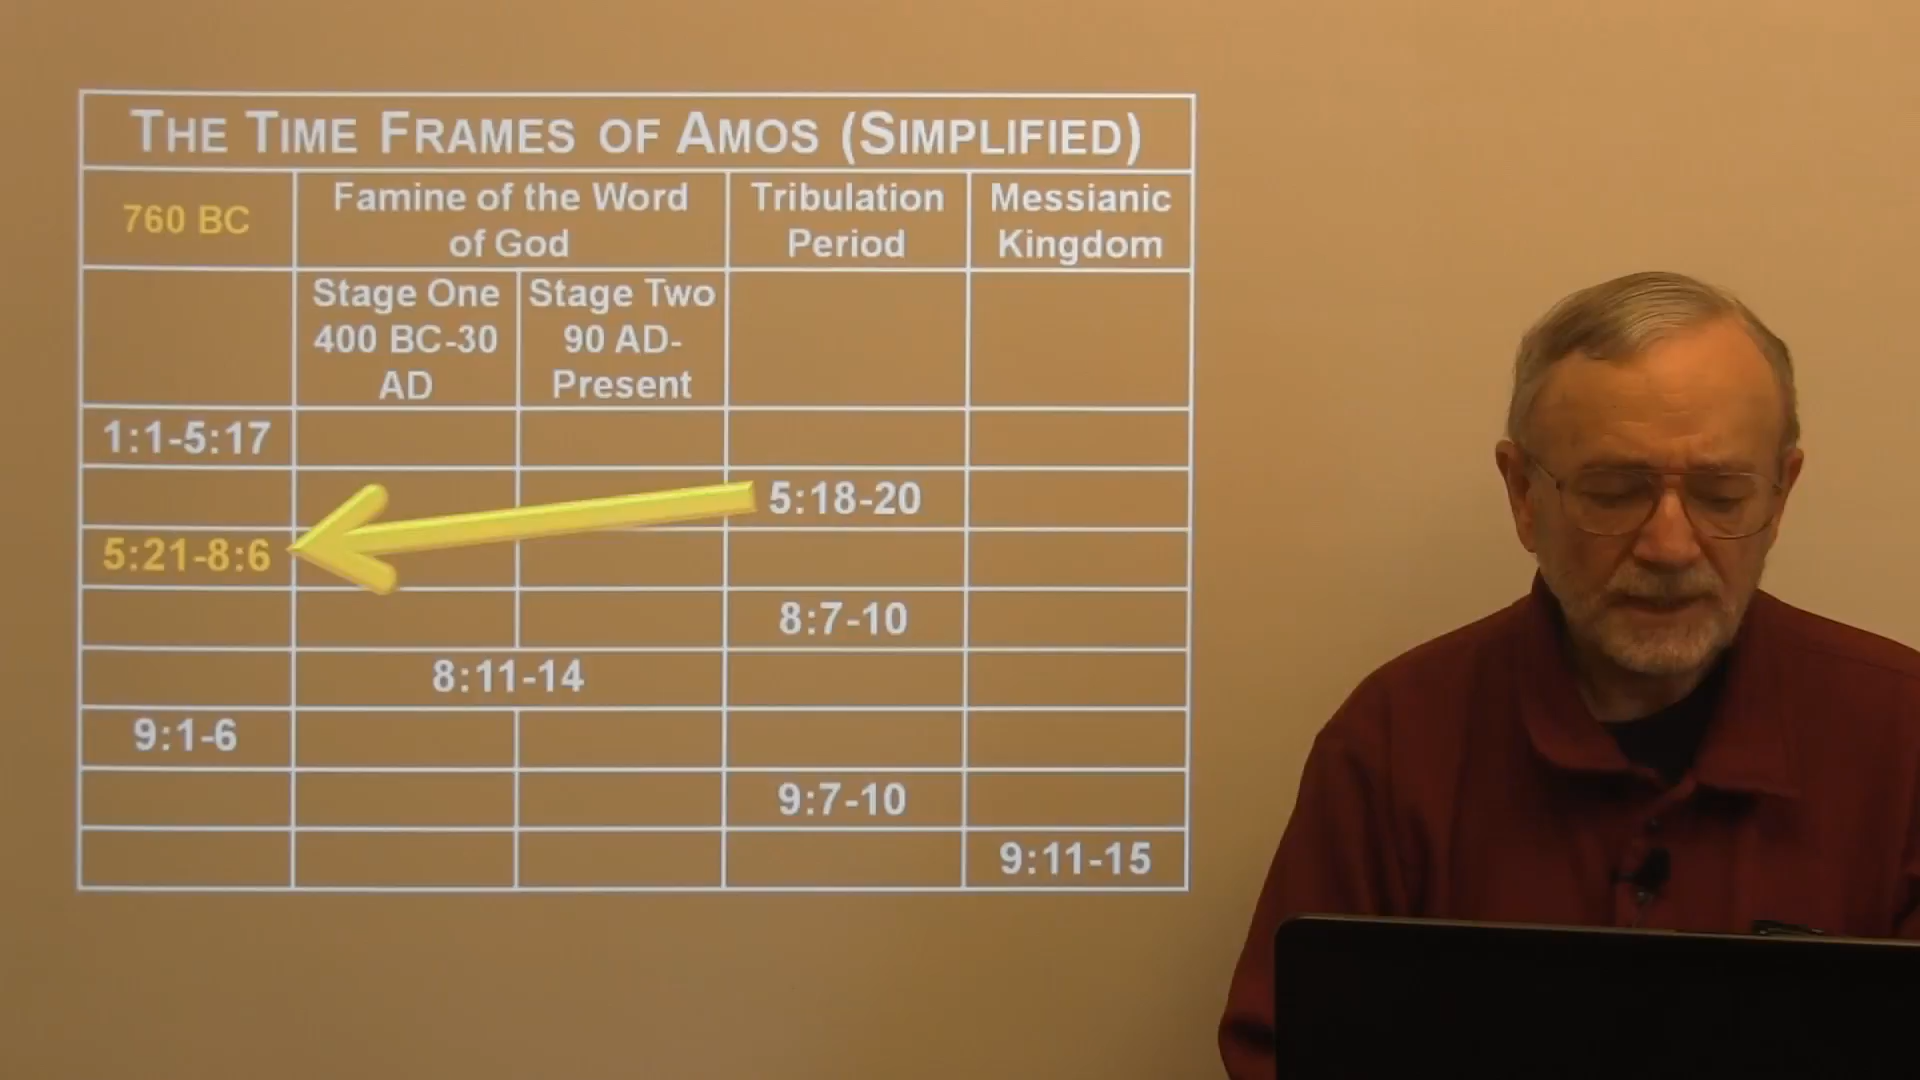 THE TIME FRAMES OF AMOS (SIMPLIFIED)
760 BC
Famine of the Word
of God
Tribulation
Period
Messianic
Kingdom
Stage One
400 BC-30
AD
Stage Two
90 AD-
Present
1:1-5:17
5:18-20
5:21-8:6
8:7-10
8:11-14
9:1-6
9:7-10
9:11-15